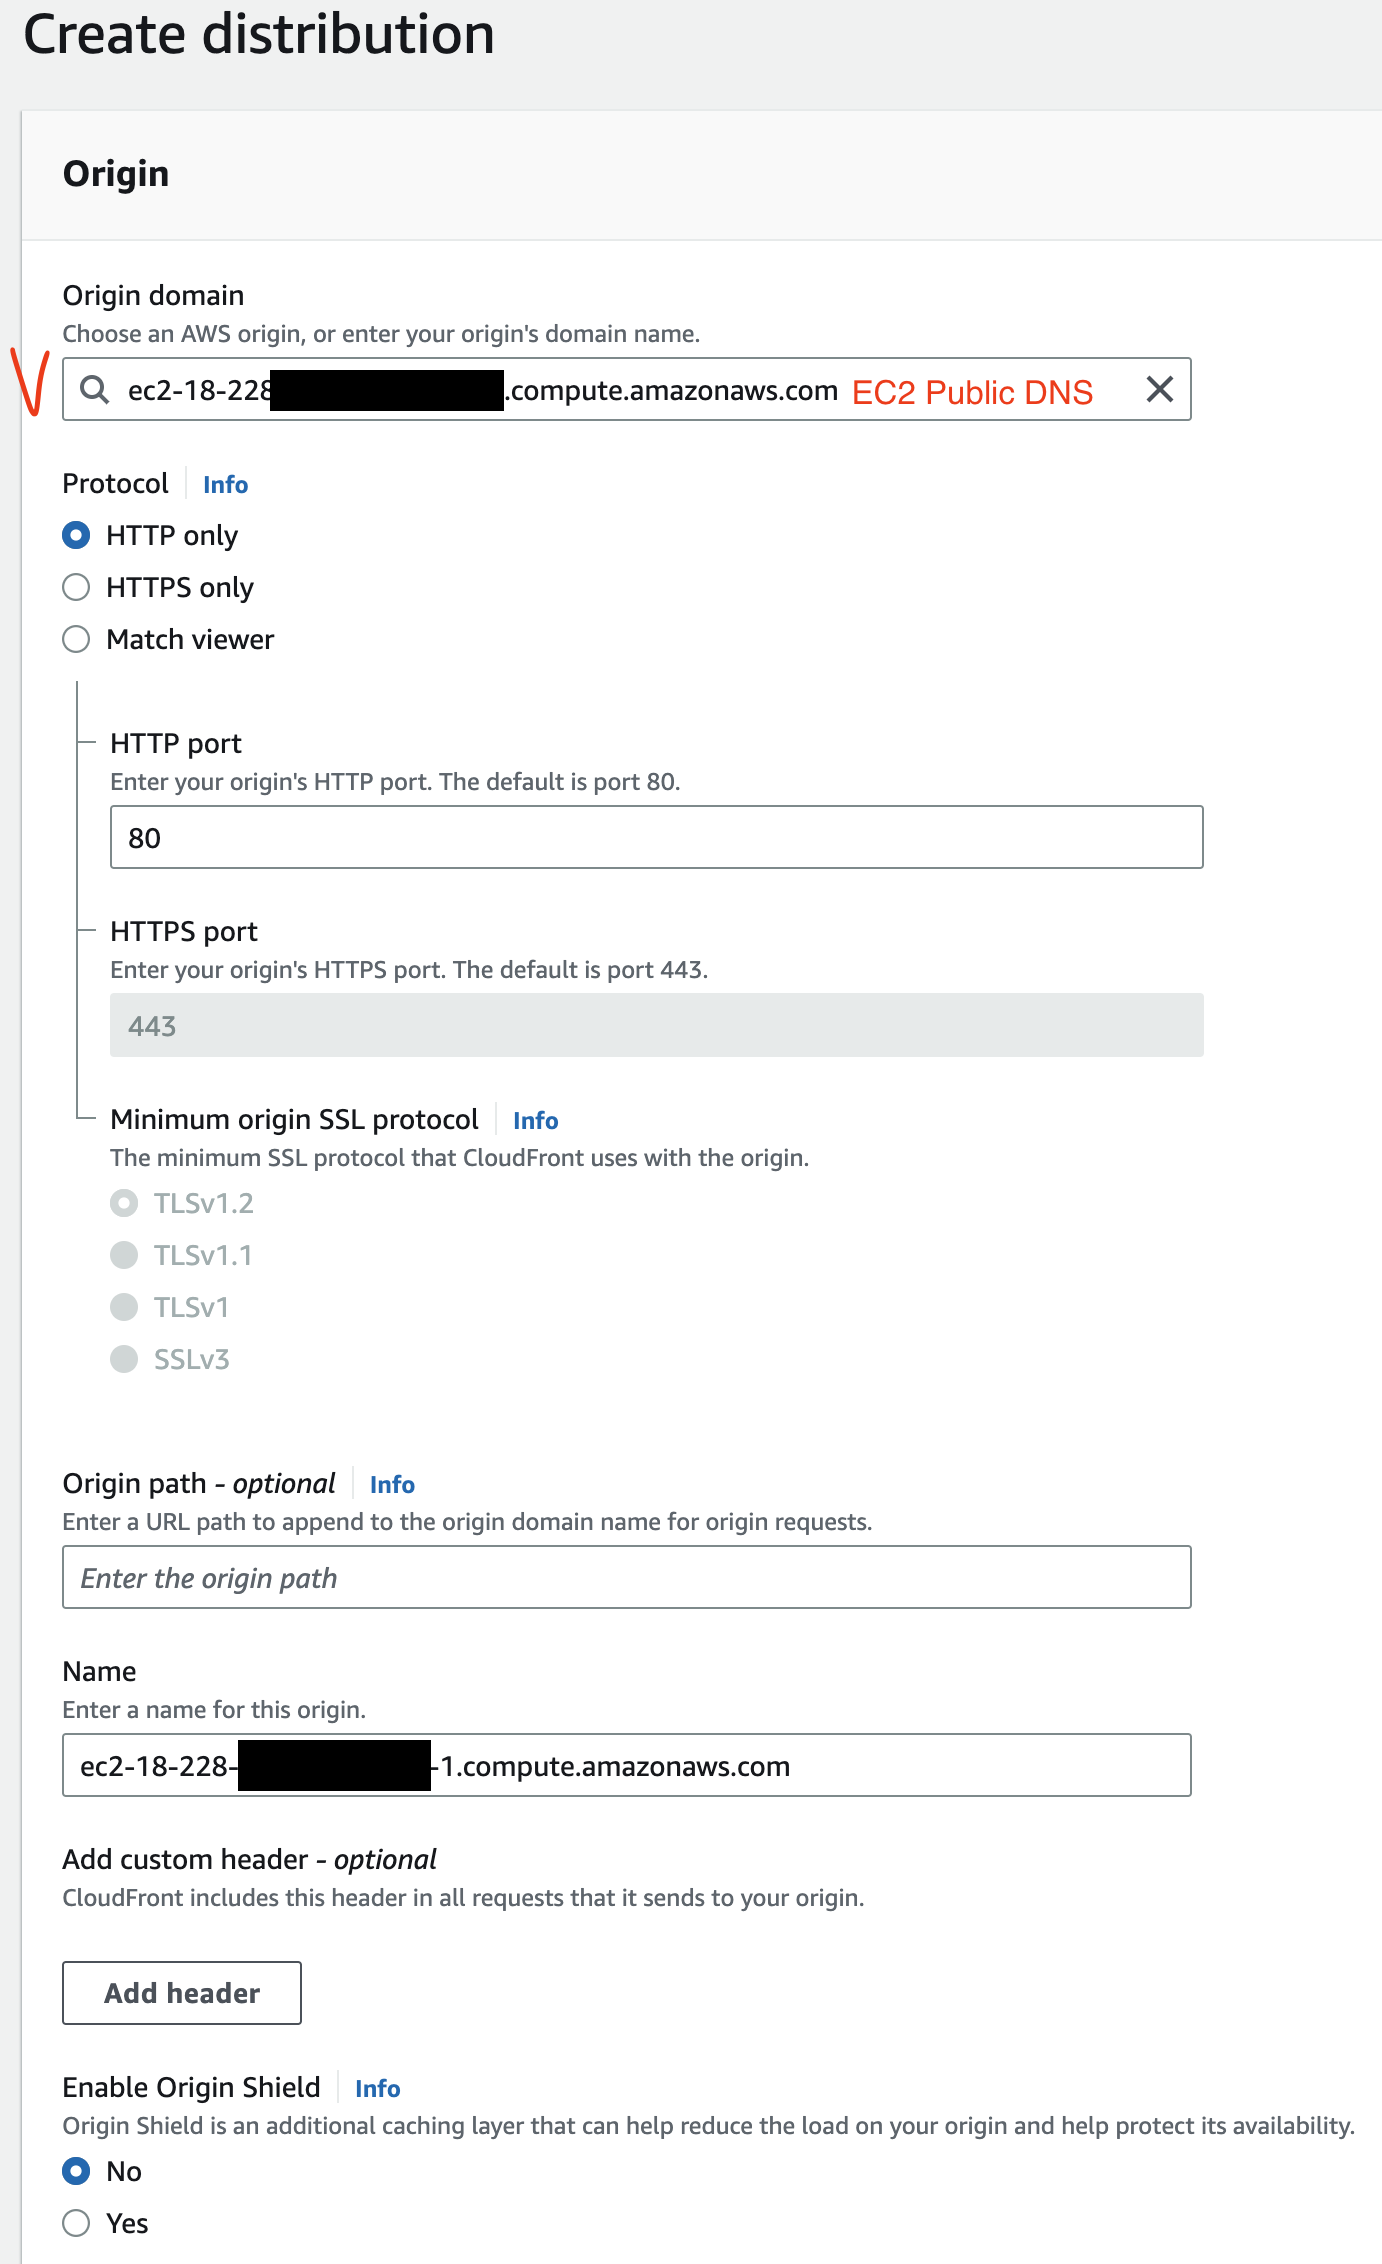 Create distribution
Origin
Origin domain
Choose an AWS origin, or enter your origin's domain name.
ec2-18-228 .compute.amazonaws.com EC2 Public DNS
Protocol Info
HTTP only
HTTPS only
Match viewer
HTTP port
Enter your origin's HTTP port. The default is port 80.
80
HTTPS port
Enter your origin's HTTPS port. The default is port 443.
443
Minimum origin SSL protocol Info
The minimum SSL protocol that CloudFront uses with the origin.
TLSv1.2
TLSv1.1
TLSv1
SSLv3
Origin path - optional Info
Enter a URL path to append to the origin domain name for origin requests.
Enter the origin path
Name
Enter a name for this origin.
ec2-18-228- -1.compute.amazonaws.com
Add custom header - optional
CloudFront includes this header in all requests that it sends to your origin.
Add header
Enable Origin Shield Info
Origin Shield is an additional caching layer that can help reduce the load on your origin and help protect its availability.
No
Yes